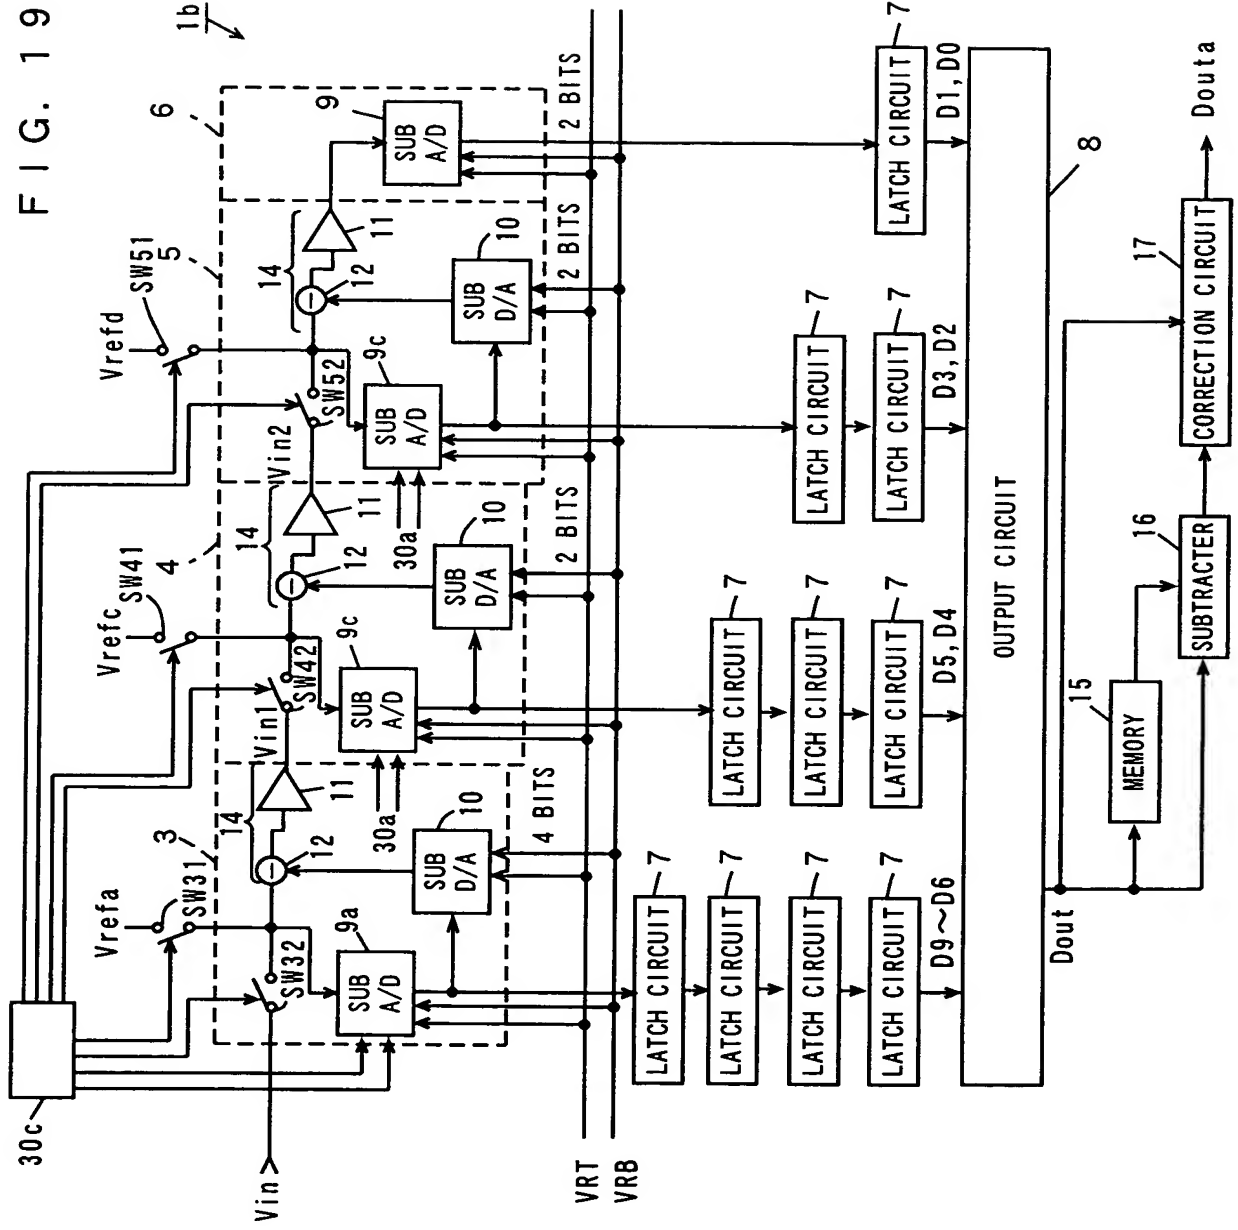 FIG. 19
1b
30c
Vrefa
SW31
Vrefc
SW41
Vrefd
SW51
3
4
5
6
Vin
SW32
14
12
11
Vin1
SW42
14
12
11
Vin2
SW52
14
12
11
9a
SUB A/D
10
SUB D/A
30a
9c
SUB A/D
10
SUB D/A
30a
9c
SUB A/D
10
SUB D/A
9
SUB A/D
4 BITS
2 BITS
2 BITS
2 BITS
VRT
VRB
LATCH CIRCUIT
7
LATCH CIRCUIT
7
LATCH CIRCUIT
7
LATCH CIRCUIT
7
D9~D6
LATCH CIRCUIT
7
LATCH CIRCUIT
7
LATCH CIRCUIT
7
D5, D4
LATCH CIRCUIT
7
LATCH CIRCUIT
7
D3, D2
LATCH CIRCUIT
7
D1, D0
OUTPUT CIRCUIT
8
Dout
15
MEMORY
16
SUBTRACTER
17
CORRECTION CIRCUIT
Douta